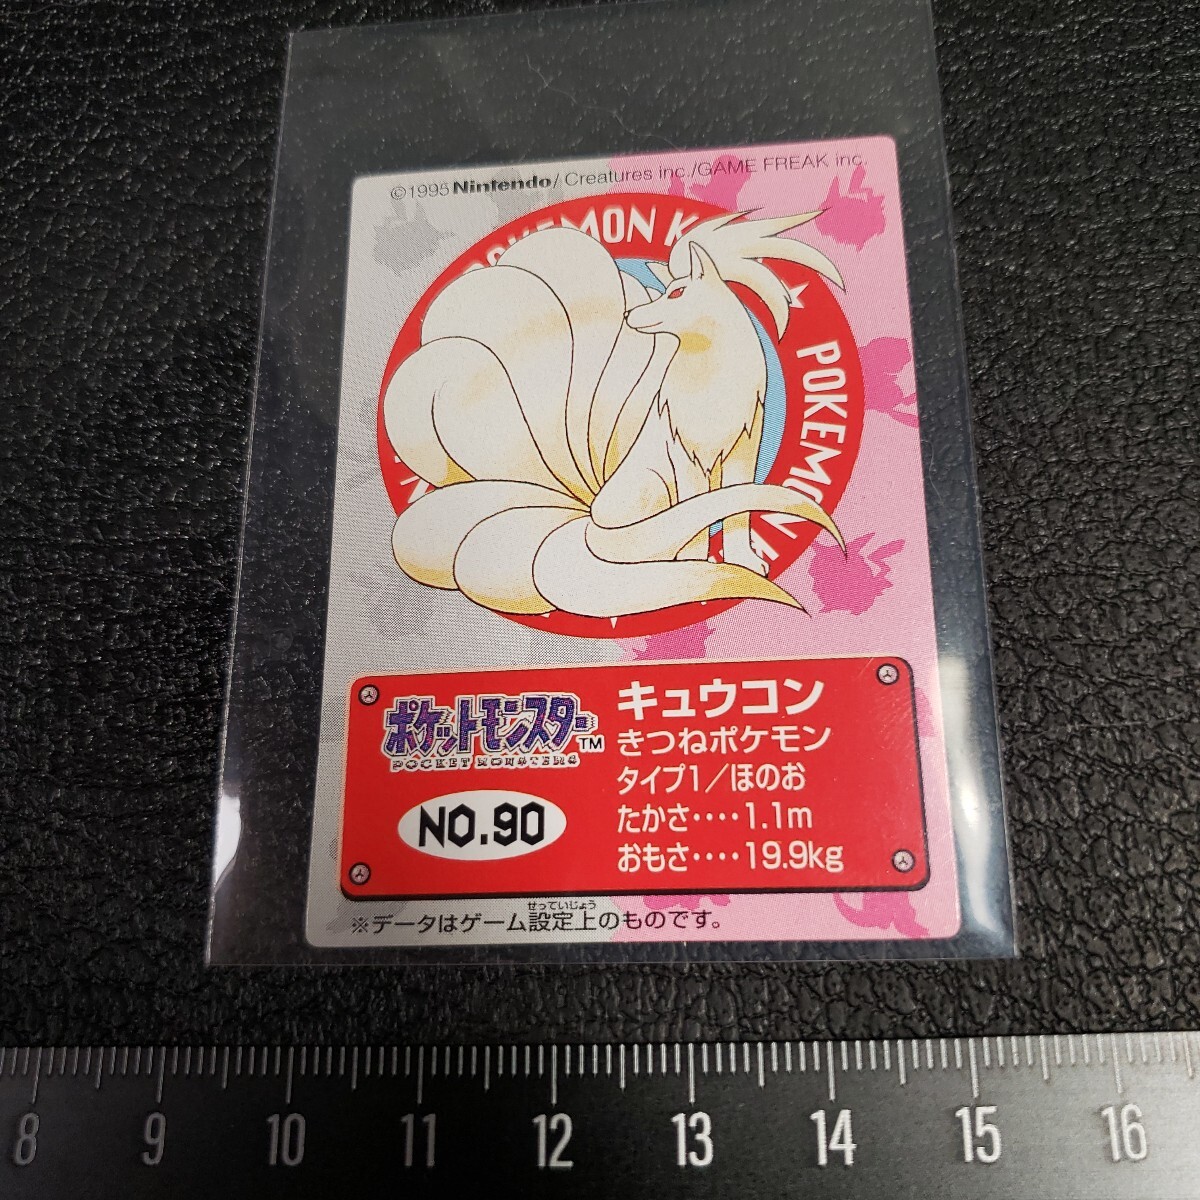 ©1995 Nintendo/Creatures inc./GAME FREAK inc.
POKEMON
POKEMON
ポケットモンスター™
POCKET MONSTERS
NO.90
キュウコン
きつねポケモン
タイプ1/ほのお
たかさ‥‥1.1m
おもさ‥‥19.9kg
せっていじょう
※データはゲーム設定上のものです。
8 9 10 11 12 13 14 15 16